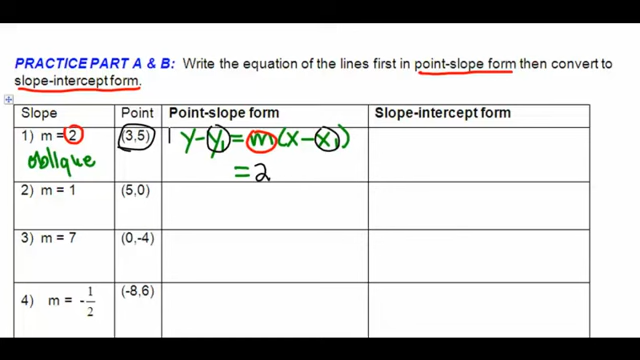 PRACTICE PART A & B: Write the equation of the lines first in point-slope form then convert to
slope-intercept form.
Slope Point Point-slope form Slope-intercept form
1) m = 2 (3,5) y - y₁ = m(x - x₁)
oblique = 2
2) m = 1 (5,0)
3) m = 7 (0,-4)
4) m = -1/2 (-8,6)